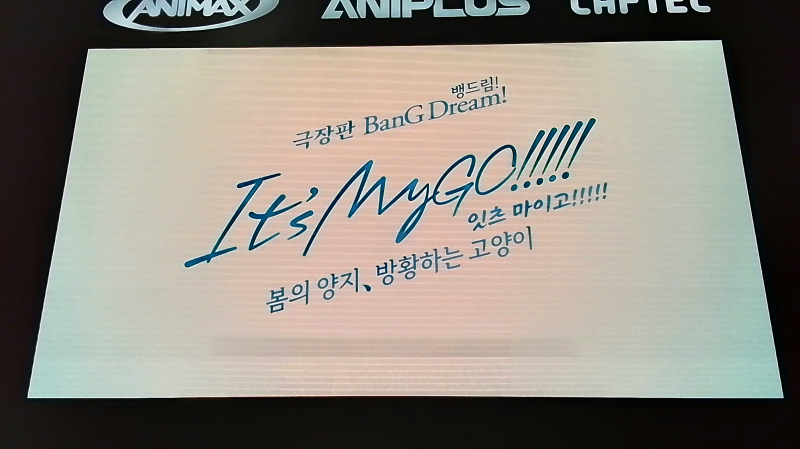 ANIMAX ANIPLUS LAFTEL
뱅드림!
극장판 BanG Dream!
It's MyGO!!!!!
잇츠 마이고!!!!!
봄의 양지、방황하는 고양이